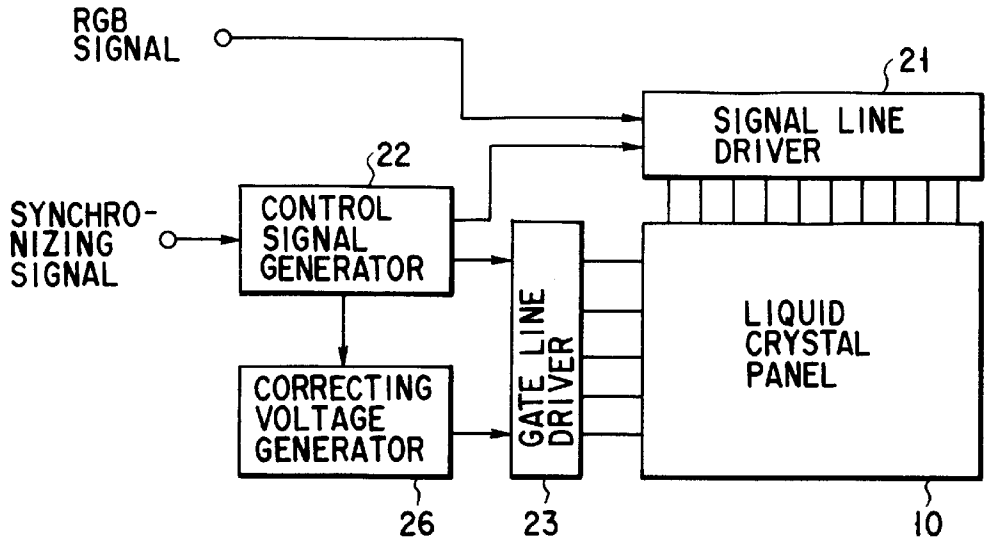 RGB
SIGNAL
21
SIGNAL LINE
DRIVER
22
SYNCHRO-
NIZING
SIGNAL
CONTROL
SIGNAL
GENERATOR
GATE LINE
DRIVER
LIQUID
CRYSTAL
PANEL
CORRECTING
VOLTAGE
GENERATOR
26
23
10